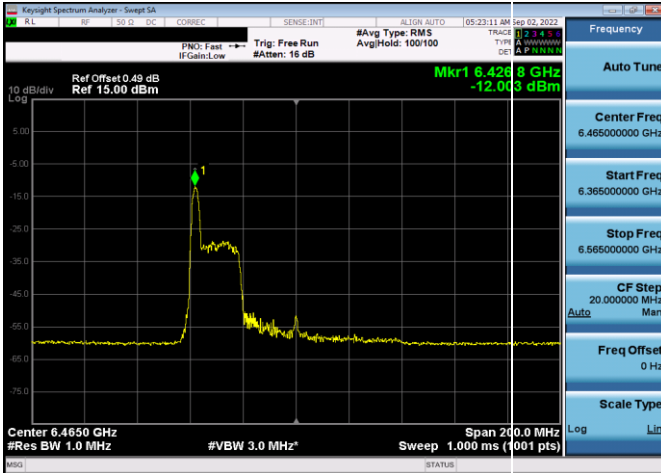 Keysight Spectrum Analyzer - Swept SA
RL RF 50 Ω DC CORREC SENSE:INT ALIGN AUTO 05:23:11 AM Sep 02, 2022
#Avg Type: RMS
TRACE 1 2 3 4 5 6
PNO: Fast Trig: Free Run Avg|Hold: 100/100
TYPE A WWWWW
IFGain:Low #Atten: 16 dB
DET A P N N N N
Ref Offset 0.49 dB
10 dB/div Ref 15.00 dBm
Mkr1 6.426 8 GHz
-12.003 dBm
Log
5.00
-5.00
1
-15.0
-25.0
-35.0
-45.0
-55.0
-65.0
-75.0
Center 6.4650 GHz
Span 200.0 MHz
#Res BW 1.0 MHz
#VBW 3.0 MHz*
Sweep 1.000 ms (1001 pts)
MSG
STATUS
Frequency
Auto Tune
Center Freq
6.465000000 GHz
Start Freq
6.365000000 GHz
Stop Freq
6.565000000 GHz
CF Step
20.000000 MHz
Auto Man
Freq Offset
0 Hz
Scale Type
Log Lin